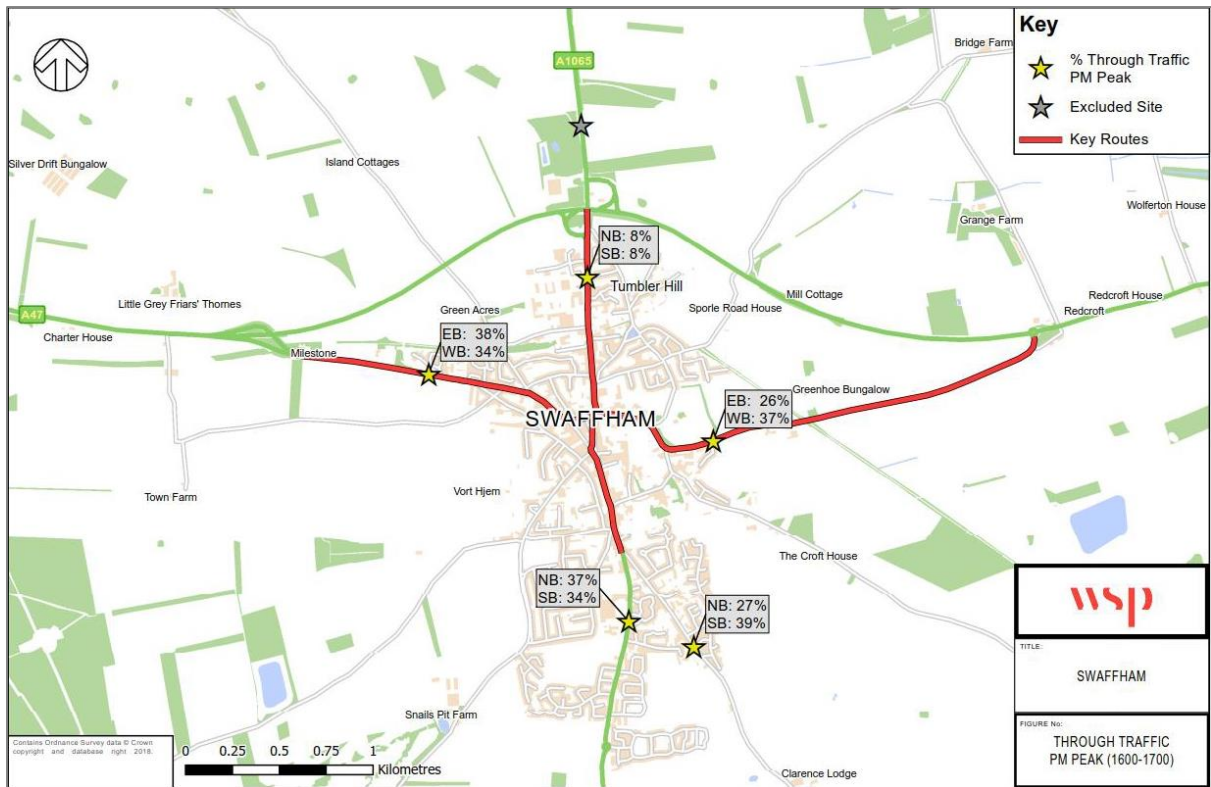 Key
% Through Traffic
PM Peak
Excluded Site
Key Routes
A1065
Bridge Farm
Silver Drift Bungalow
Island Cottages
Wolferton House
Grange Farm
NB: 8%
SB: 8%
Tumbler Hill
Little Grey Friars' Thornes
Green Acres
Sporle Road House
Mill Cottage
Redcroft House
Redcroft
A47
Charter House
Milestone
EB: 38%
WB: 34%
Greenhoe Bungalow
EB: 26%
WB: 37%
SWAFFHAM
Town Farm
Vort Hjem
The Croft House
NB: 37%
SB: 34%
NB: 27%
SB: 39%
Snails Pit Farm
Clarence Lodge
Contains Ordnance Survey data © Crown
copyright and database right 2018.
0 0.25 0.5 0.75 1
Kilometres
wsp
TITLE:
SWAFFHAM
FIGURE No:
THROUGH TRAFFIC
PM PEAK (1600-1700)